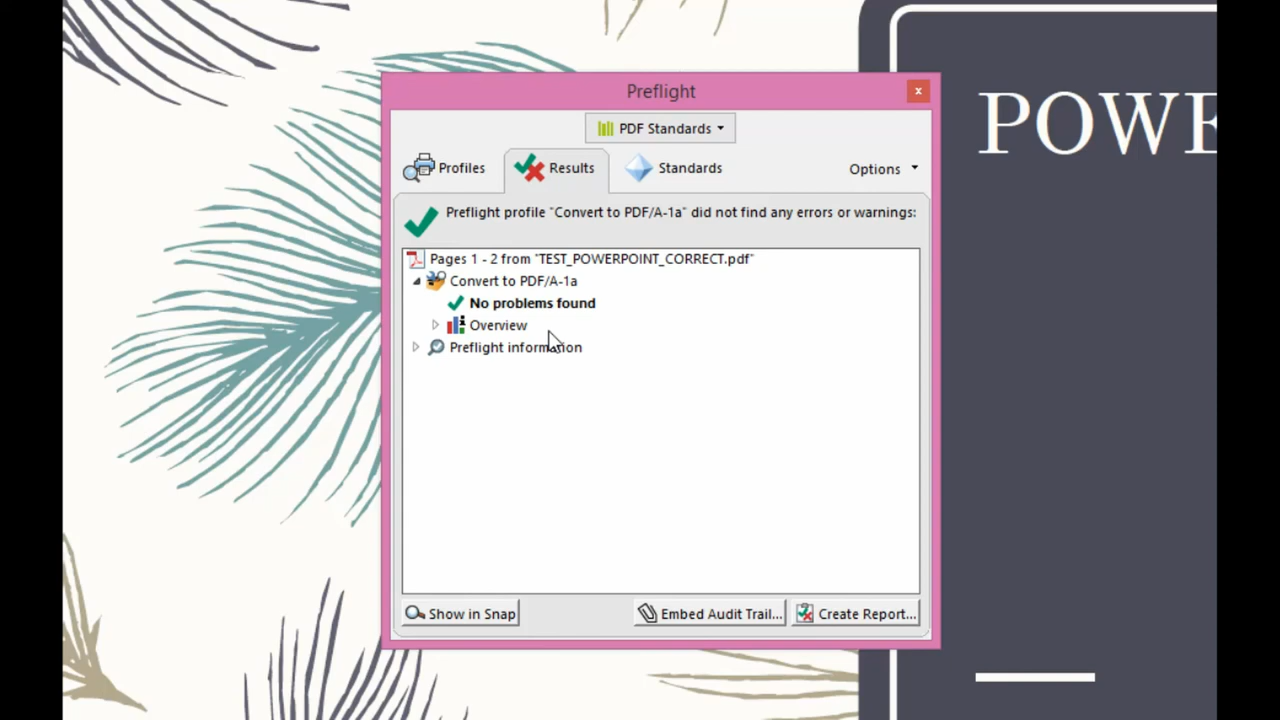 POWE
Preflight
x
PDF Standards
Profiles
Results
Standards
Options
Preflight profile "Convert to PDF/A-1a" did not find any errors or warnings:
Pages 1 - 2 from "TEST_POWERPOINT_CORRECT.pdf"
Convert to PDF/A-1a
No problems found
Overview
Preflight information
Show in Snap
Embed Audit Trail...
Create Report...